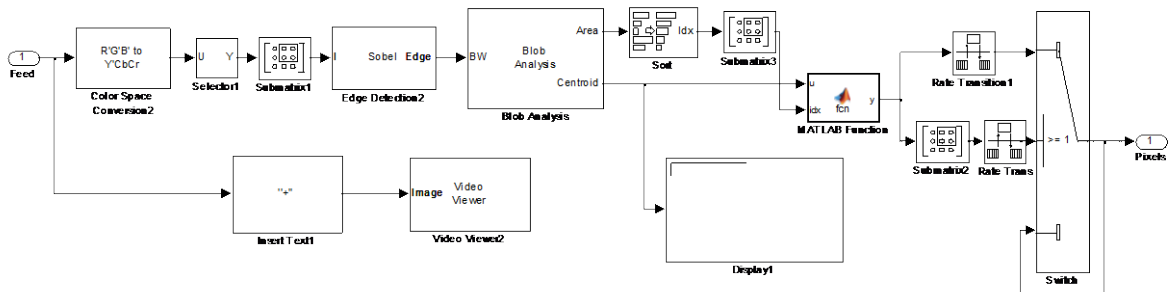 1
Feed
R'G'B' to
Y'CbCr
Color Space
Conversion2
U Y
Selector1
Submatrix1
I Sobel Edge
Edge Detection2
BW Blob
Analysis
Area
Centroid
Blob Analysis
Idx
Sort
Submatrix3
u
idx
fcn
y
MATLAB Function
Rate Transition1
Submatrix2
Rate Trans
>= 1
Switch
1
Pixels
"+"
Insert Text1
Image Video
Viewer
Video Viewer2
Display1